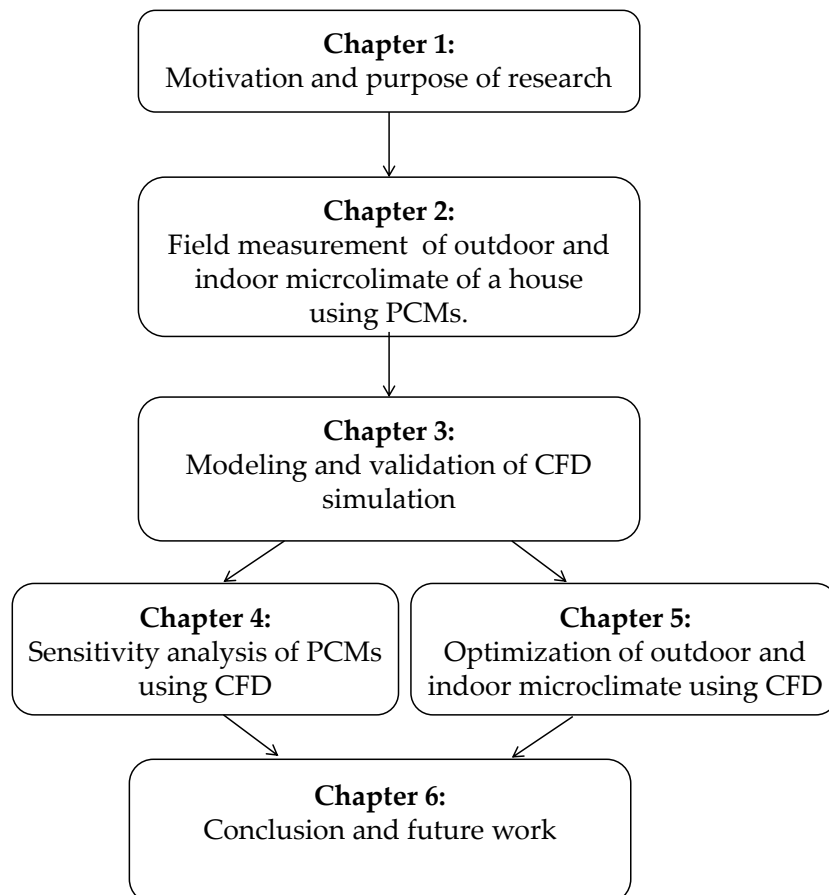 Chapter 1:
Motivation and purpose of research
Chapter 2:
Field measurement of outdoor and
indoor micrcolimate of a house
using PCMs.
Chapter 3:
Modeling and validation of CFD
simulation
Chapter 4:
Sensitivity analysis of PCMs
using CFD
Chapter 5:
Optimization of outdoor and
indoor microclimate using CFD
Chapter 6:
Conclusion and future work